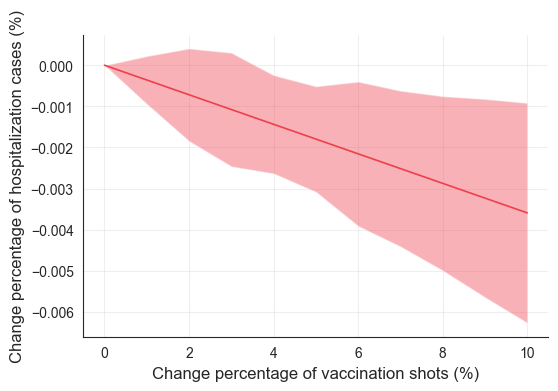 Change percentage of hospitalization cases (%)
0.000
−0.001
−0.002
−0.003
−0.004
−0.005
−0.006
0 2 4 6 8 10
Change percentage of vaccination shots (%)